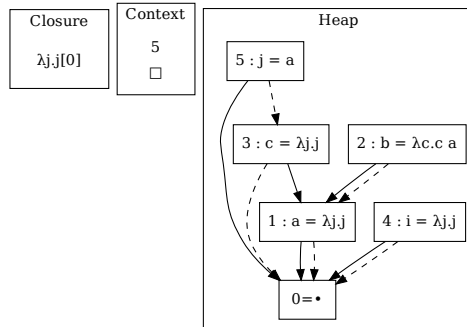 Closure
λj.j[0]
Context
5
□
Heap
5 : j = a
3 : c = λj.j
2 : b = λc.c a
1 : a = λj.j
4 : i = λj.j
0=•